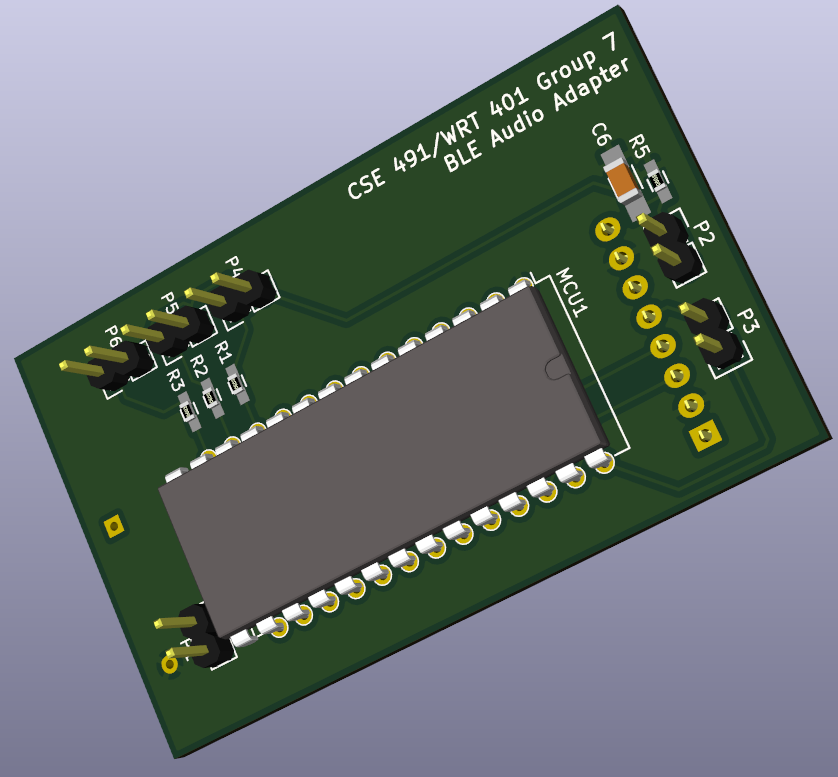 CSE 491/WRT 401 Group 7
BLE Audio Adapter
C6
R5
P2
P4
MCU1
P5
P3
P6
R1
R2
R3